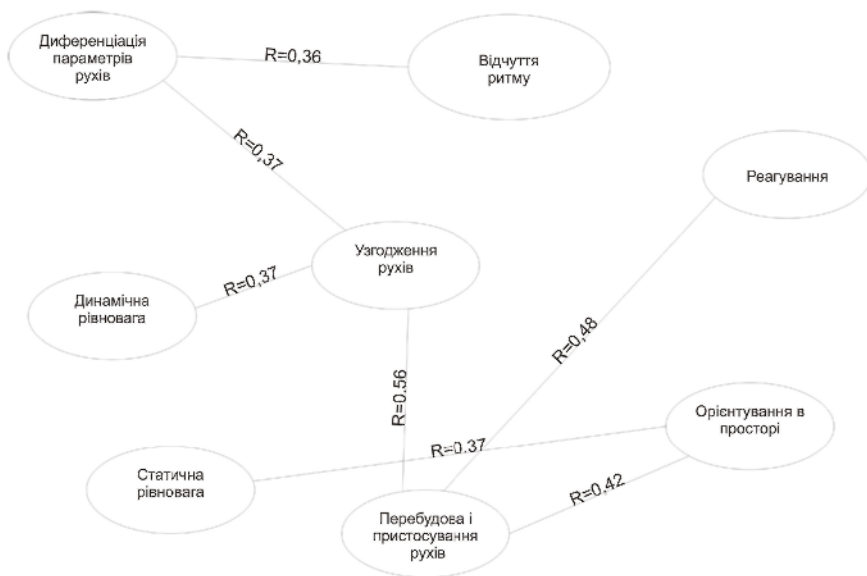 Диференціація
параметрів
рухів
R=0,36
Відчуття
ритму
R=0,37
Реагування
Узгодження
рухів
R=0,37
Динамічна
рівновага
R=0,48
R=0.56
Орієнтування в
просторі
R=0.37
Статична
рівновага
R=0,42
Перебудова і
пристосування
рухів